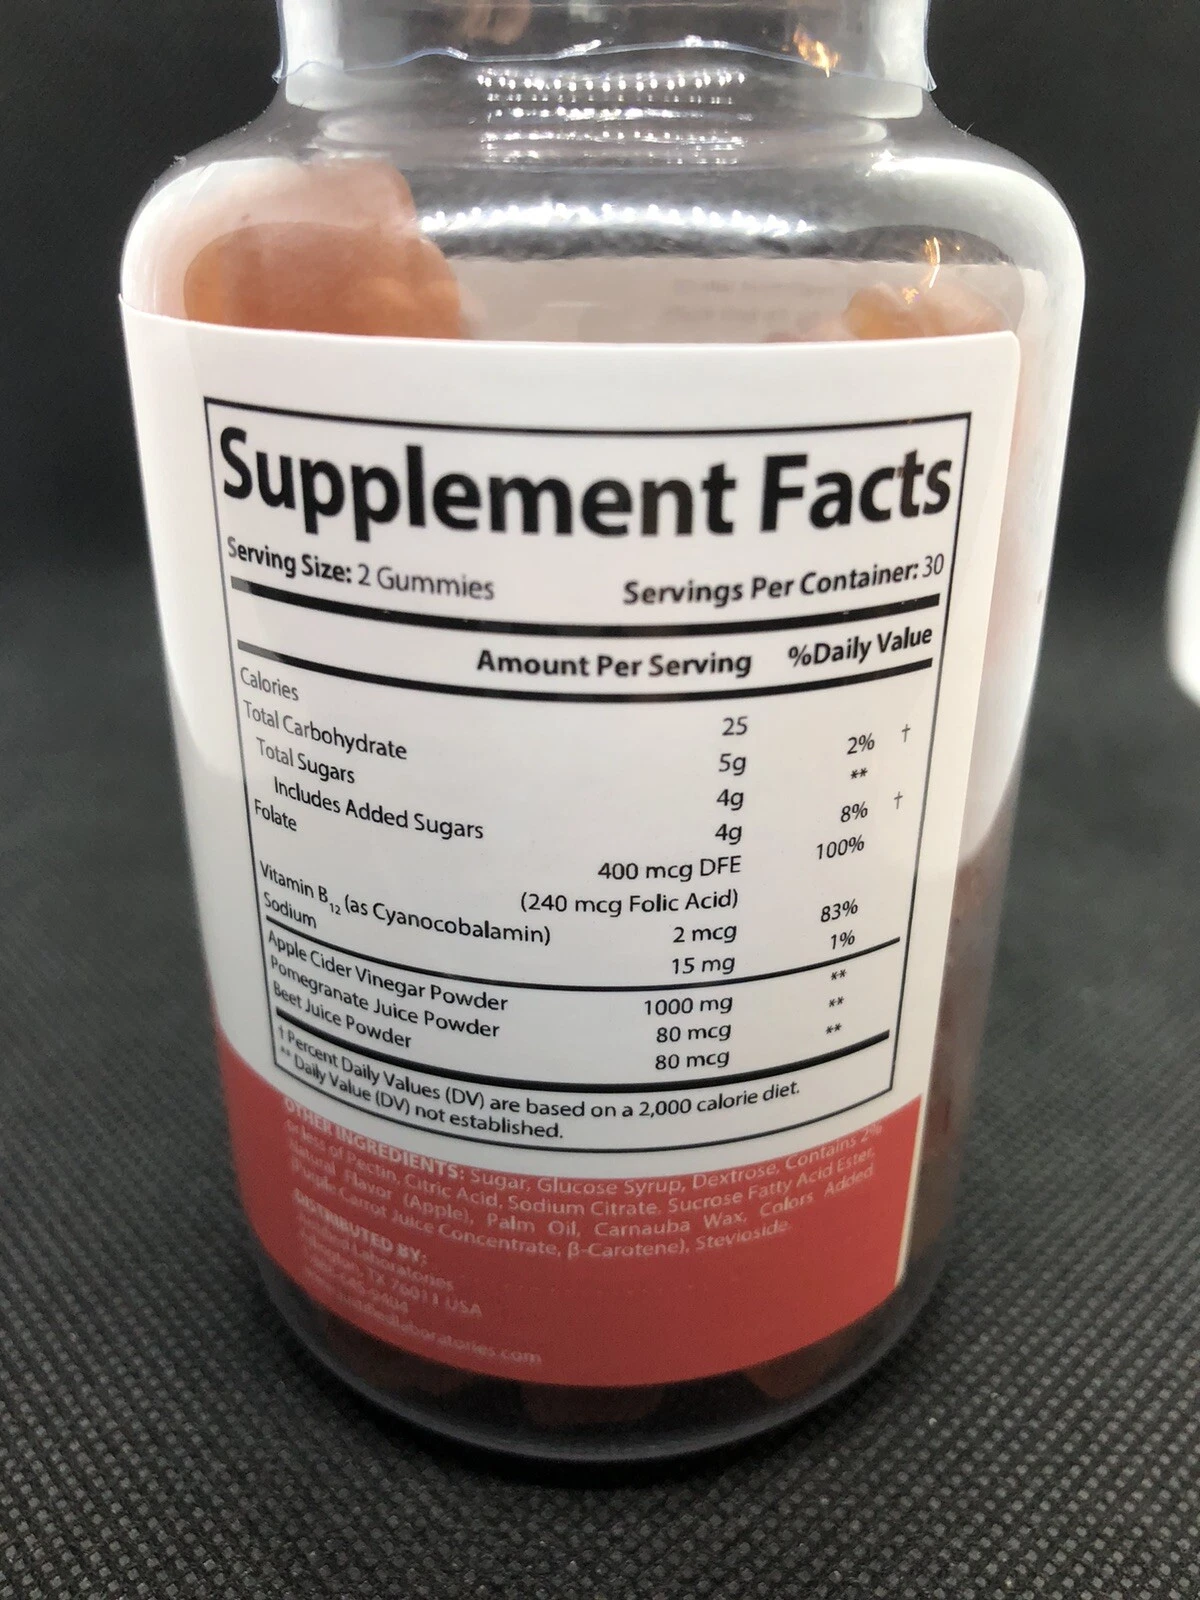 Supplement Facts
Serving Size: 2 Gummies Servings Per Container: 30
Amount Per Serving %Daily Value
Calories 25
Total Carbohydrate 5g 2% †
Total Sugars 4g **
Includes Added Sugars 4g 8% †
Folate 400 mcg DFE 100%
(240 mcg Folic Acid)
Vitamin B12 (as Cyanocobalamin) 2 mcg 83%
Sodium 15 mg 1%
Apple Cider Vinegar Powder 1000 mg **
Pomegranate Juice Powder 80 mcg **
Beet Juice Powder 80 mcg **
† Percent Daily Values (DV) are based on a 2,000 calorie diet.
** Daily Value (DV) not established.
OTHER INGREDIENTS: Sugar, Glucose Syrup, Dextrose, Contains 2%
or less of Pectin, Citric Acid, Sodium Citrate, Sucrose Fatty Acid Ester,
Natural Flavor (Apple), Palm Oil, Carnauba Wax, Colors Added
(Purple Carrot Juice Concentrate, β-Carotene), Stevioside.
DISTRIBUTED BY:
Laboratories
Arlington, TX 76011 USA